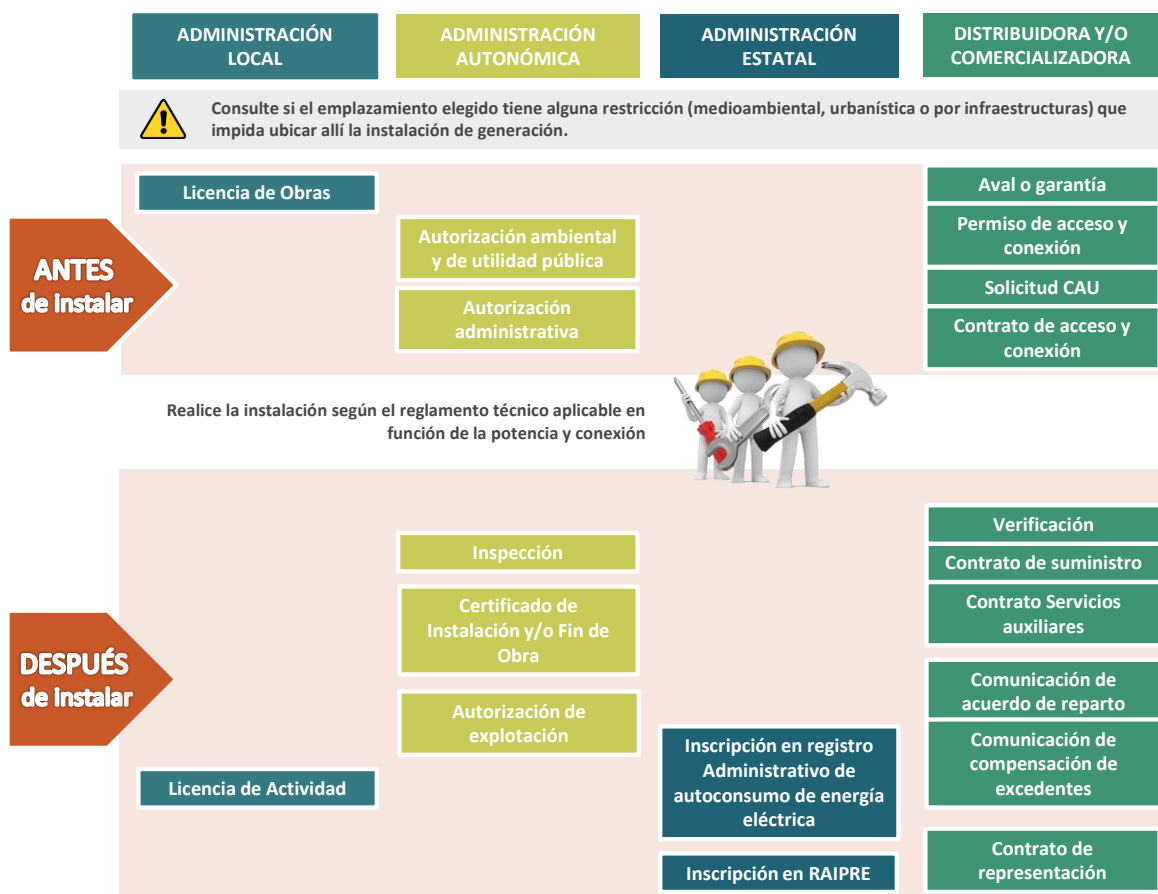 ADMINISTRACIÓN
LOCAL
ADMINISTRACIÓN
AUTONÓMICA
ADMINISTRACIÓN
ESTATAL
DISTRIBUIDORA Y/O
COMERCIALIZADORA
Consulte si el emplazamiento elegido tiene alguna restricción (medioambiental, urbanística o por infraestructuras) que
impida ubicar allí la instalación de generación.
ANTES
de instalar
Licencia de Obras
Autorización ambiental
y de utilidad pública
Autorización
administrativa
Aval o garantía
Permiso de acceso y
conexión
Solicitud CAU
Contrato de acceso y
conexión
Realice la instalación según el reglamento técnico aplicable en
función de la potencia y conexión
DESPUÉS
de instalar
Licencia de Actividad
Inspección
Certificado de
Instalación y/o Fin de
Obra
Autorización de
explotación
Inscripción en registro
Administrativo de
autoconsumo de energía
eléctrica
Inscripción en RAIPRE
Verificación
Contrato de suministro
Contrato Servicios
auxiliares
Comunicación de
acuerdo de reparto
Comunicación de
compensación de
excedentes
Contrato de
representación